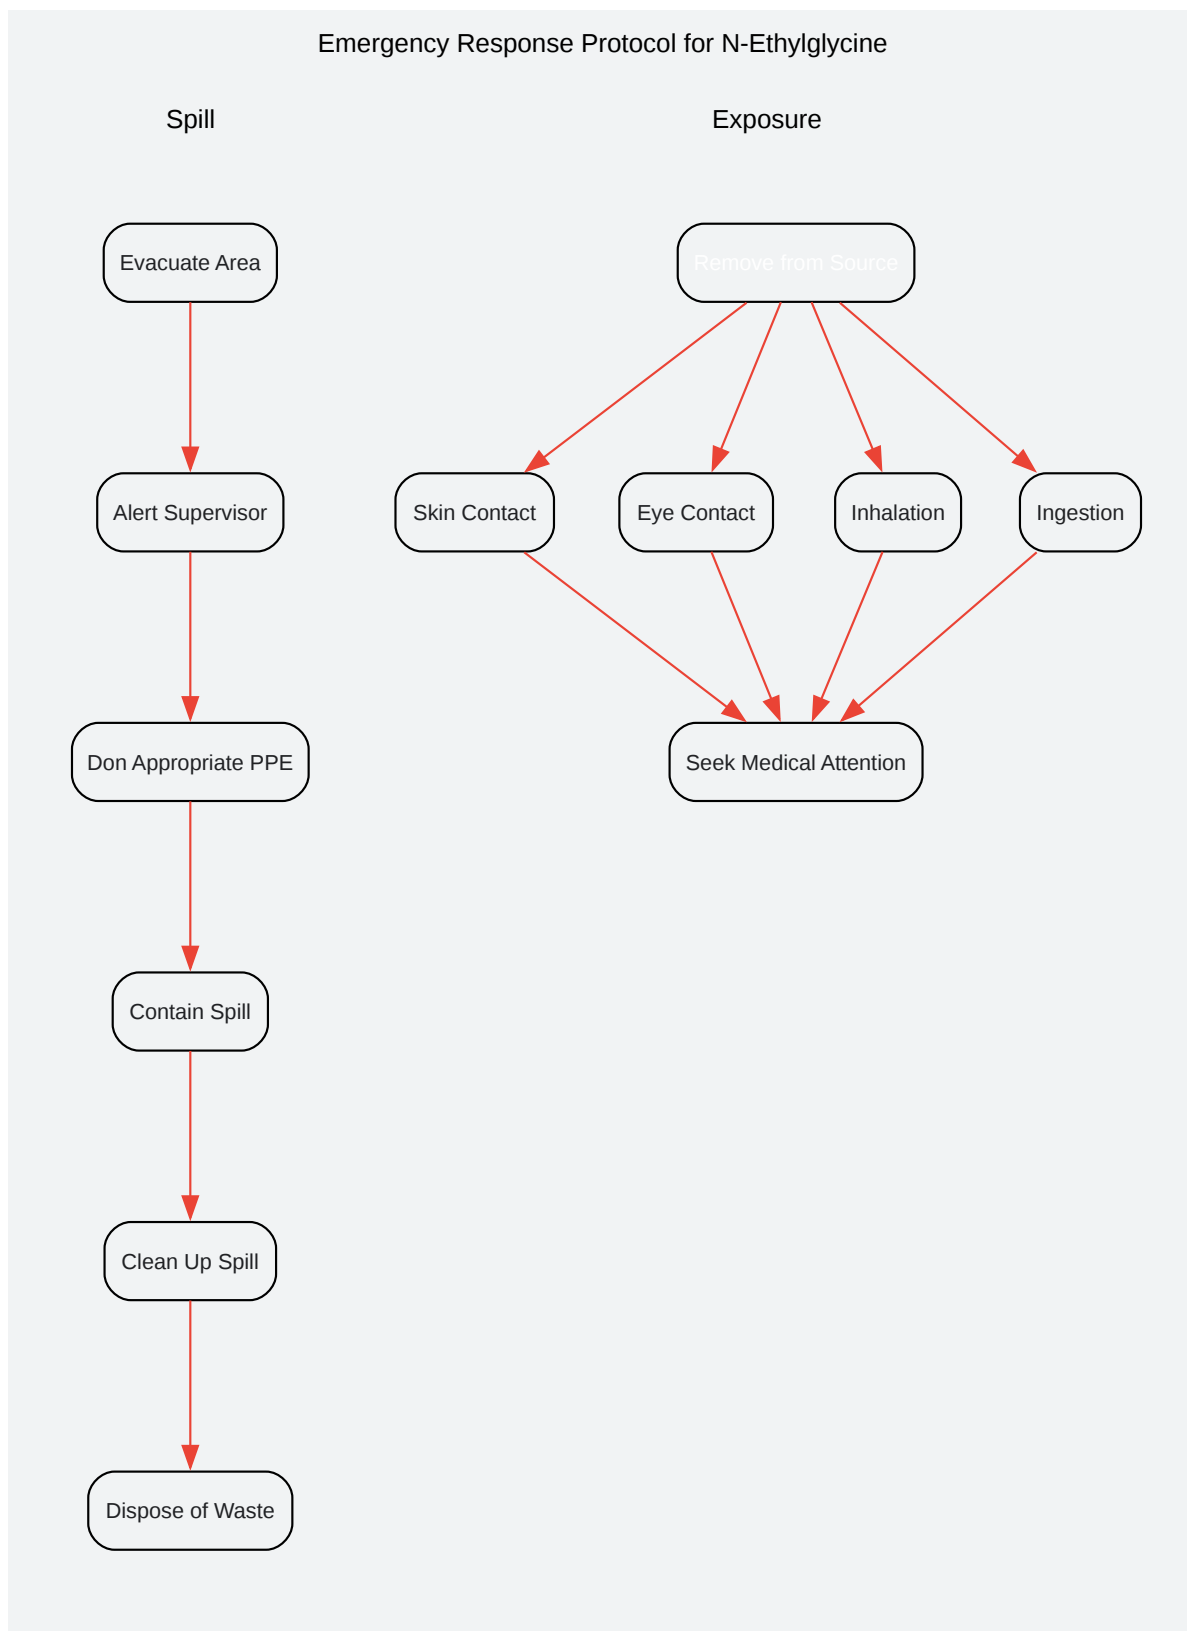 Emergency Response Protocol for N-Ethylglycine
Spill
Evacuate Area
Alert Supervisor
Don Appropriate PPE
Contain Spill
Clean Up Spill
Dispose of Waste
Exposure
Remove from Source
Skin Contact
Eye Contact
Inhalation
Ingestion
Seek Medical Attention